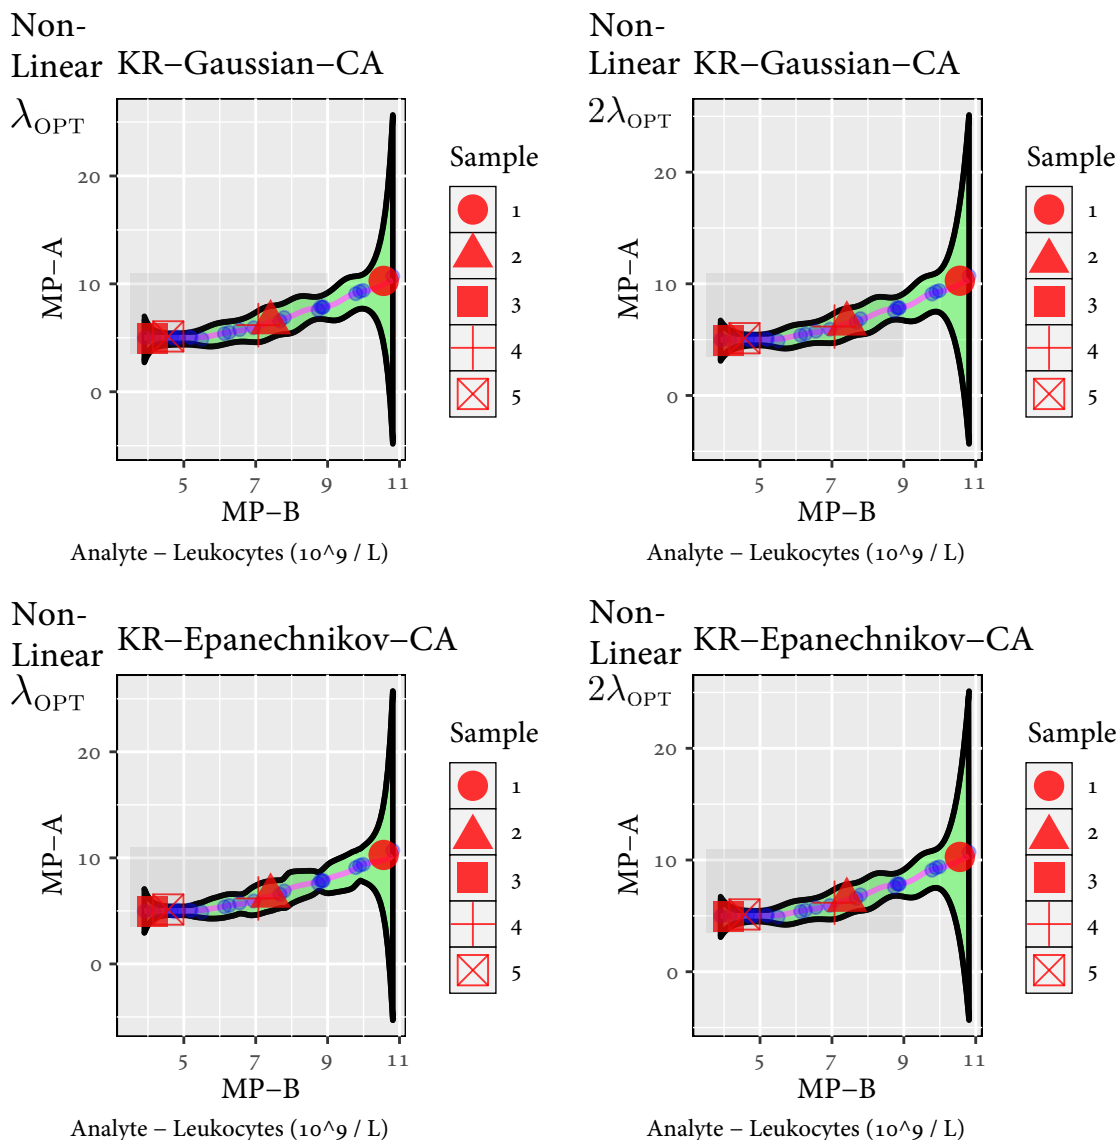 Non-
Linear KR–Gaussian–CA
λOPT
20
10
0
MP–A
5 7 9 11
MP–B
Analyte – Leukocytes (10^9 / L)
Sample
1
2
3
4
5
Non-
Linear KR–Gaussian–CA
2λOPT
20
10
0
MP–A
5 7 9 11
MP–B
Analyte – Leukocytes (10^9 / L)
Sample
1
2
3
4
5
Non-
Linear KR–Epanechnikov–CA
λOPT
20
10
0
MP–A
5 7 9 11
MP–B
Analyte – Leukocytes (10^9 / L)
Sample
1
2
3
4
5
Non-
Linear KR–Epanechnikov–CA
2λOPT
20
10
0
MP–A
5 7 9 11
MP–B
Analyte – Leukocytes (10^9 / L)
Sample
1
2
3
4
5